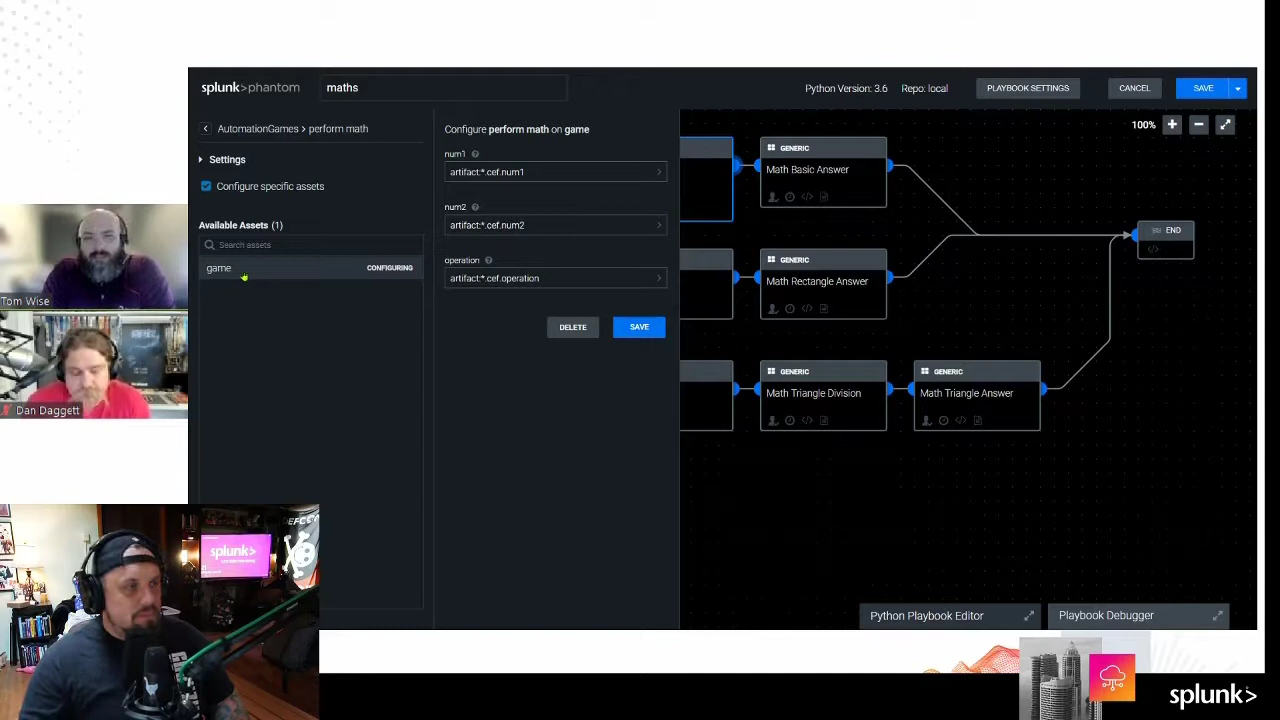 splunk>phantom
maths
Python Version: 3.6
Repo: local
PLAYBOOK SETTINGS
CANCEL
SAVE
AutomationGames > perform math
Settings
Configure specific assets
Available Assets (1)
Search assets
game
CONFIGURING
Configure perform math on game
num1
artifact:*.cef.num1
num2
artifact:*.cef.num2
operation
artifact:*.cef.operation
DELETE
SAVE
100%
GENERIC
Math Basic Answer
GENERIC
Math Rectangle Answer
GENERIC
Math Triangle Division
GENERIC
Math Triangle Answer
END
Python Playbook Editor
Playbook Debugger
Tom Wise
Dan Daggett
splunk>
splunk>